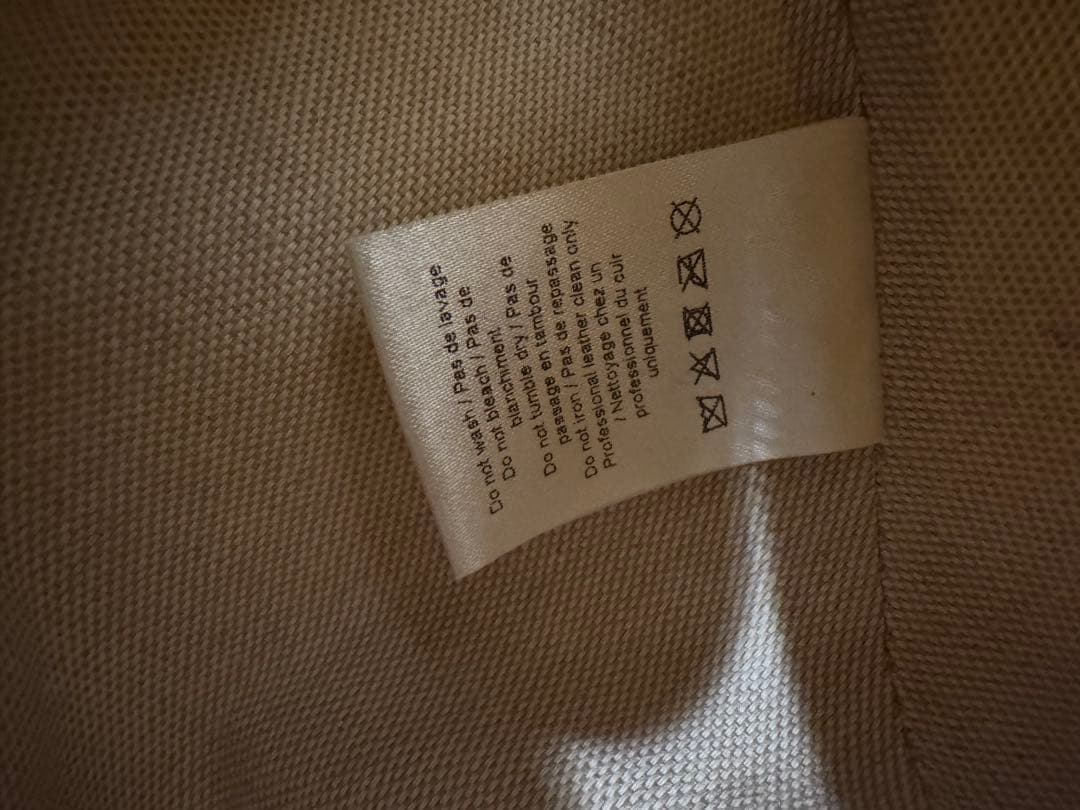 Do not wash / Pas de lavage
Do not bleach / Pas de
blanchiment
Do not tumble dry / Pas de
passage en tambour
Do not iron / Pas de repassage
Professional leather clean only
/ Nettoyage chez un
professionnel du cuir
uniquement